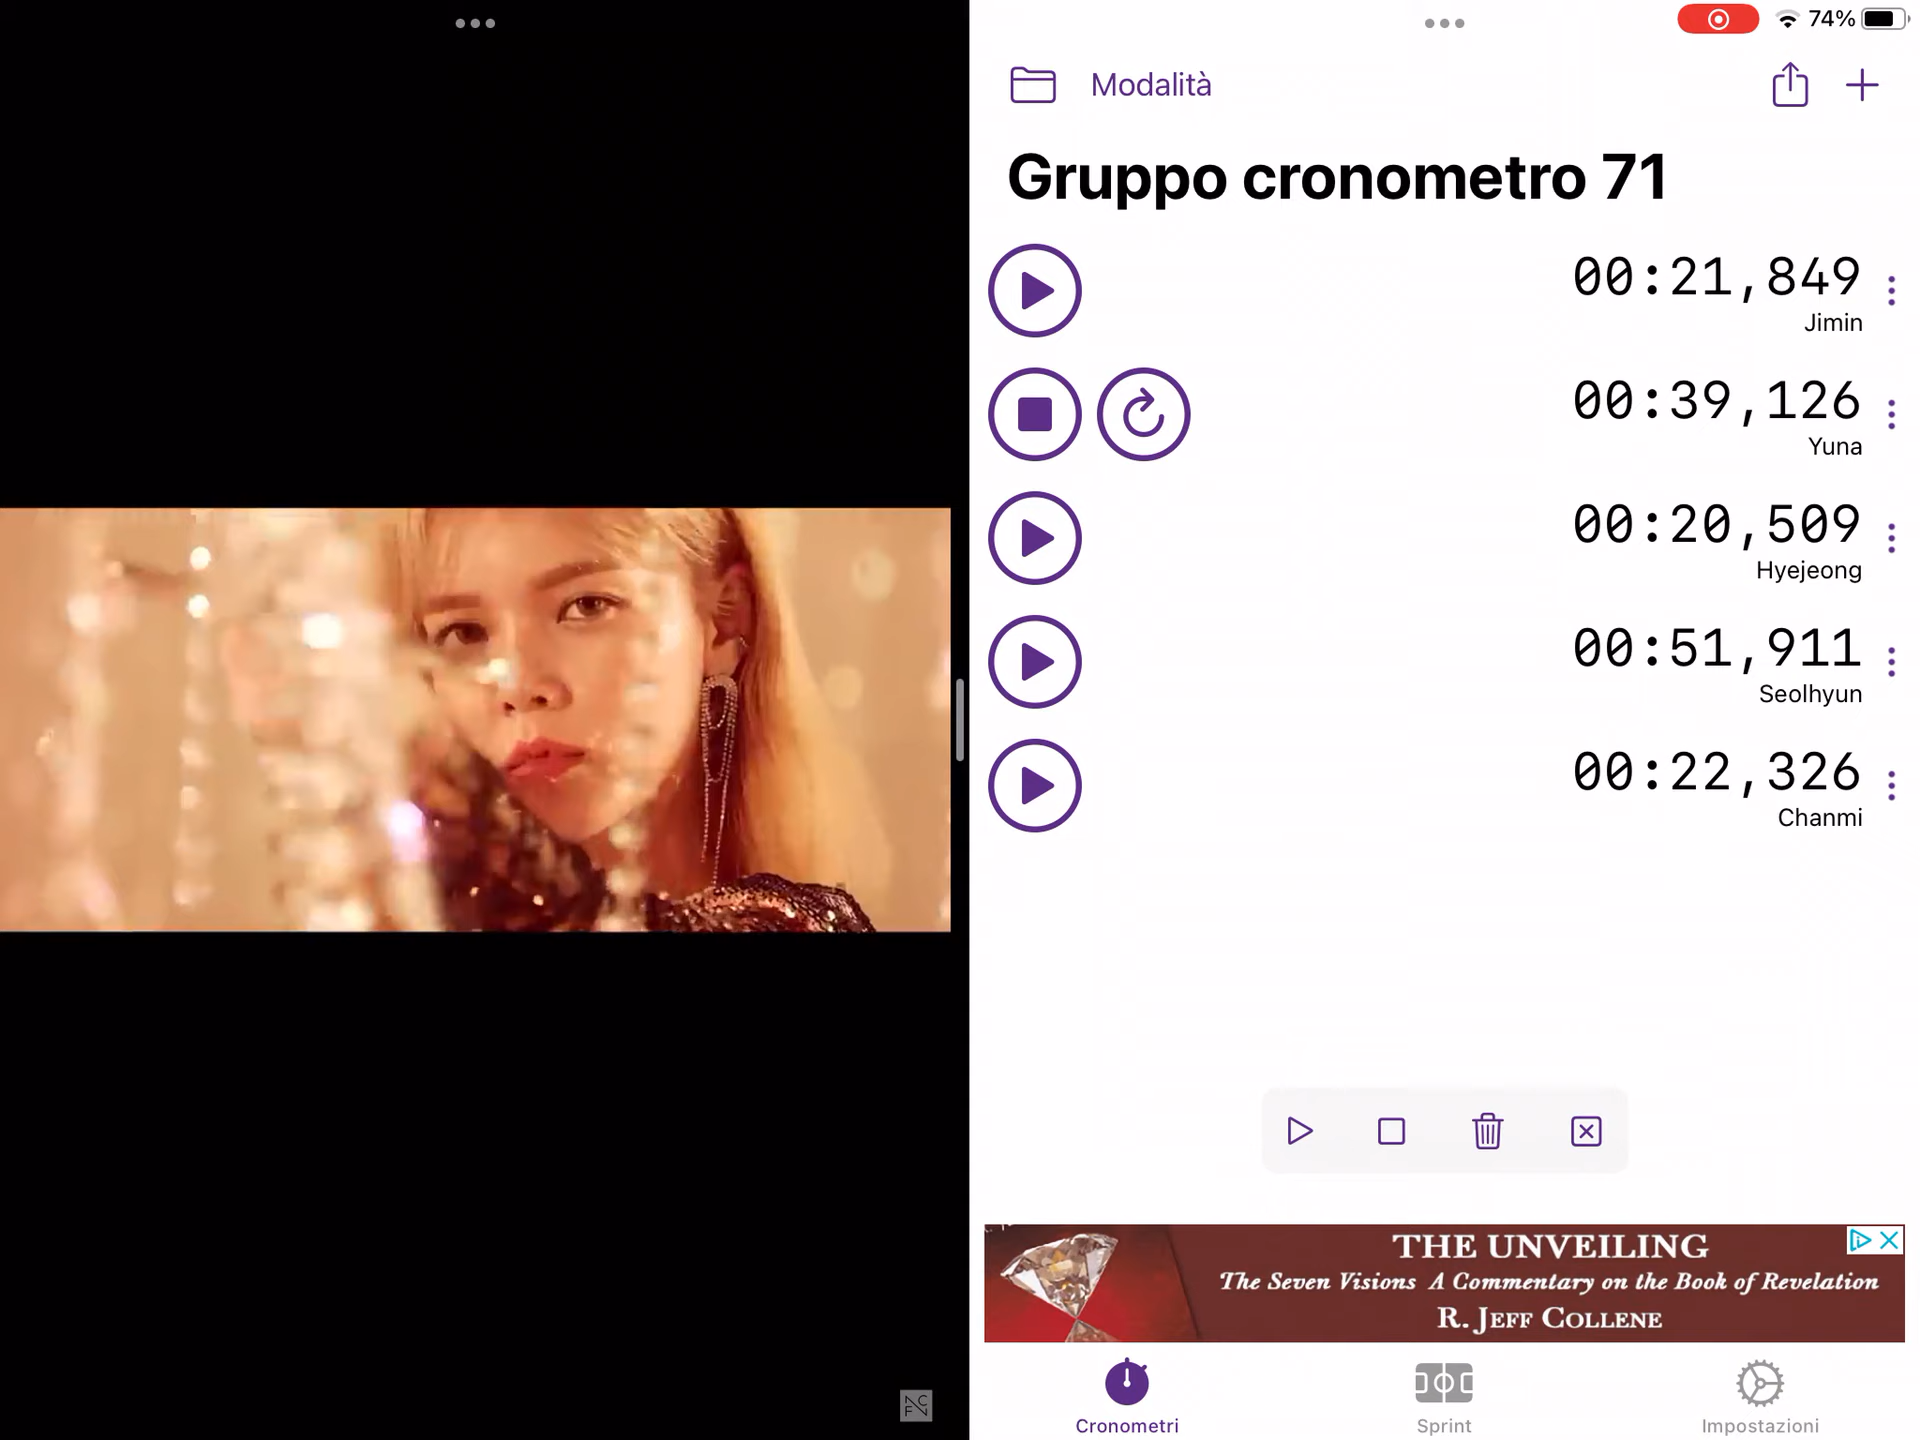 74%
Modalità
Gruppo cronometro 71
00:21,849
Jimin
00:39,126
Yuna
00:20,509
Hyejeong
00:51,911
Seolhyun
00:22,326
Chanmi
THE UNVEILING
The Seven Visions A Commentary on the Book of Revelation
R. JEFF COLLENE
Cronometri
Sprint
Impostazioni